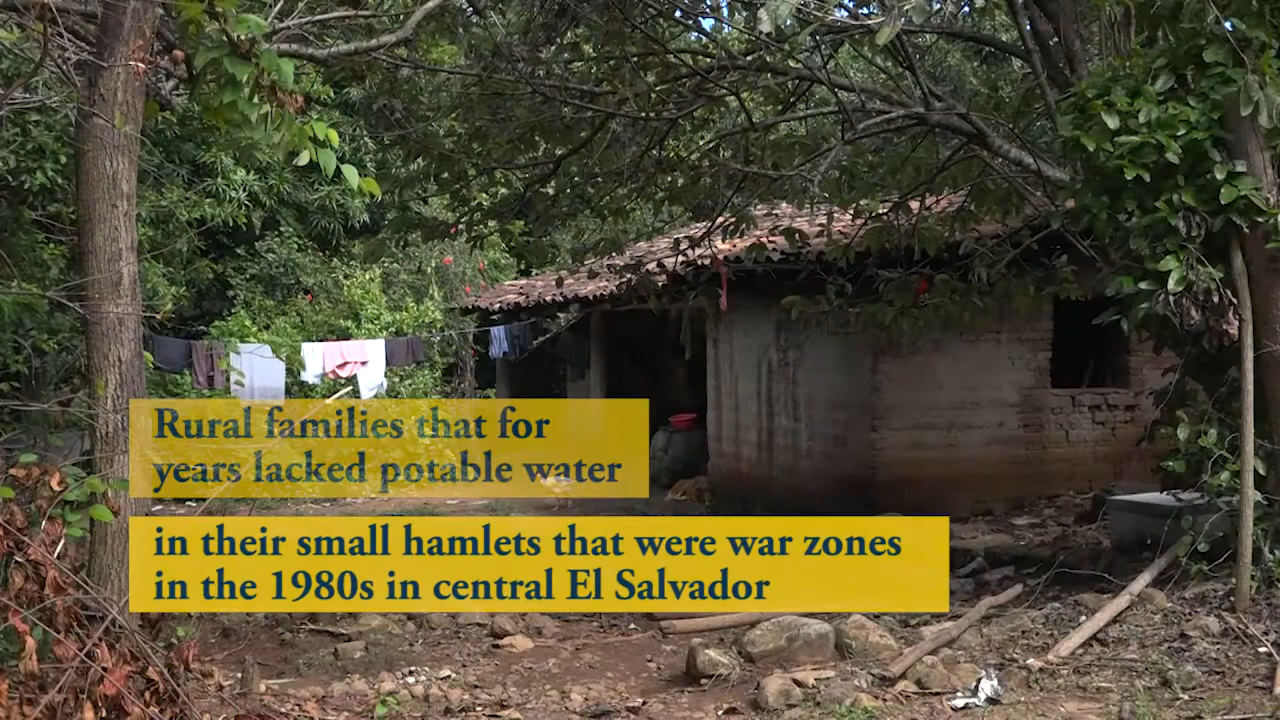 Rural families that for
years lacked potable water
in their small hamlets that were war zones
in the 1980s in central El Salvador